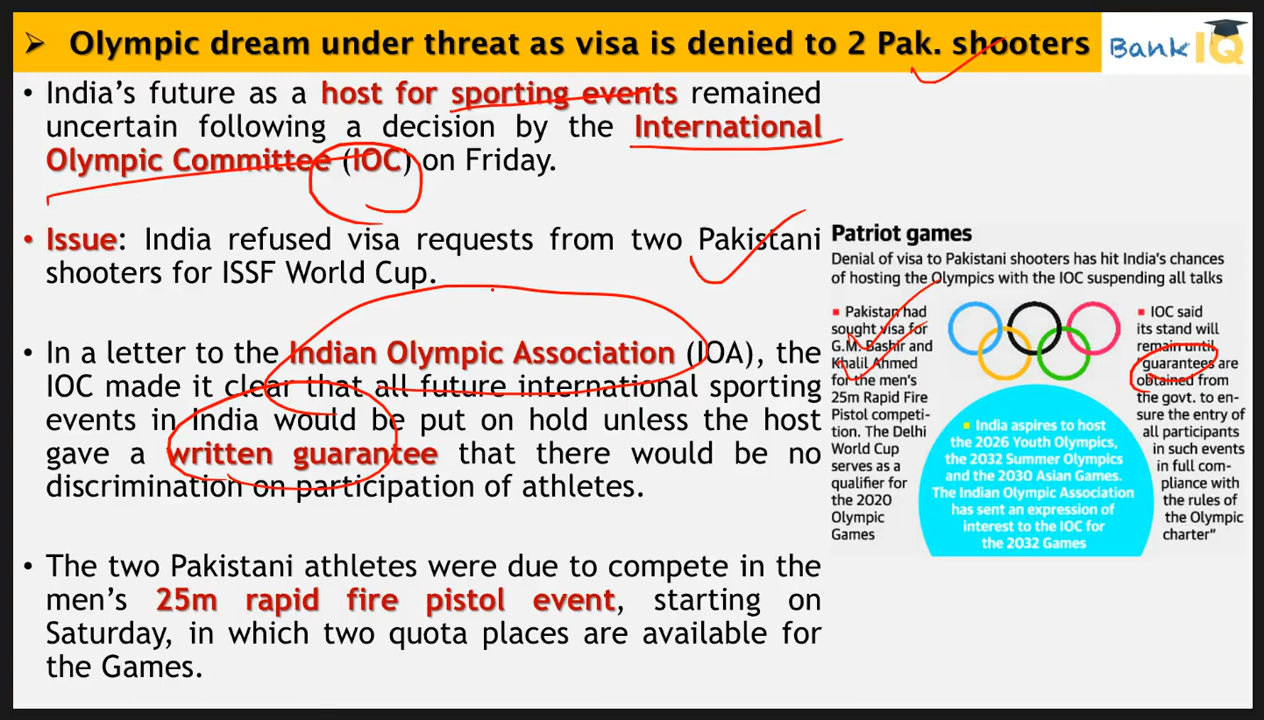 ➢ Olympic dream under threat as visa is denied to 2 Pak. shooters
Bank IQ
• India's future as a host for sporting events remained
uncertain following a decision by the International
Olympic Committee (IOC) on Friday.
• Issue: India refused visa requests from two Pakistani
shooters for ISSF World Cup.
• In a letter to the Indian Olympic Association (IOA), the
IOC made it clear that all future international sporting
events in India would be put on hold unless the host
gave a written guarantee that there would be no
discrimination on participation of athletes.
• The two Pakistani athletes were due to compete in the
men's 25m rapid fire pistol event, starting on
Saturday, in which two quota places are available for
the Games.
Patriot games
Denial of visa to Pakistani shooters has hit India's chances
of hosting the Olympics with the IOC suspending all talks
■ Pakistan had
sought visa for
G.M. Bashir and
Khalil Ahmed
for the men's
25m Rapid Fire
Pistol competi-
tion. The Delhi
World Cup
serves as a
qualifier for
the 2020
Olympic
Games
■ India aspires to host
the 2026 Youth Olympics,
the 2032 Summer Olympics
and the 2030 Asian Games.
The Indian Olympic Association
has sent an expression of
interest to the IOC for
the 2032 Games
■ IOC said
its stand will
remain until
"guarantees are
obtained from
the govt. to en-
sure the entry of
all participants
in such events
in full com-
pliance with
the rules of
the Olympic
charter"